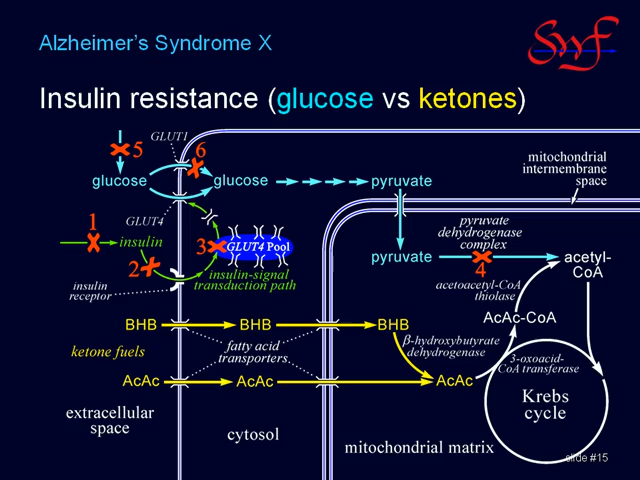 Alzheimer's Syndrome X
Swf
Insulin resistance (glucose vs ketones)
GLUT1
5
6
glucose
glucose
pyruvate
mitochondrial
intermembrane
space
1
GLUT4
insulin
2
3
GLUT4 Pool
insulin-signal
transduction path
insulin
receptor
pyruvate
dehydrogenase
complex
pyruvate
4
acetyl-
CoA
acetoacetyl-CoA
thiolase
AcAc-CoA
BHB
BHB
BHB
ketone fuels
fatty acid
transporters
β-hydroxybutyrate
dehydrogenase
3-oxoacid-
CoA transferase
AcAc
AcAc
AcAc
Krebs
cycle
extracellular
space
cytosol
mitochondrial matrix
slide #15